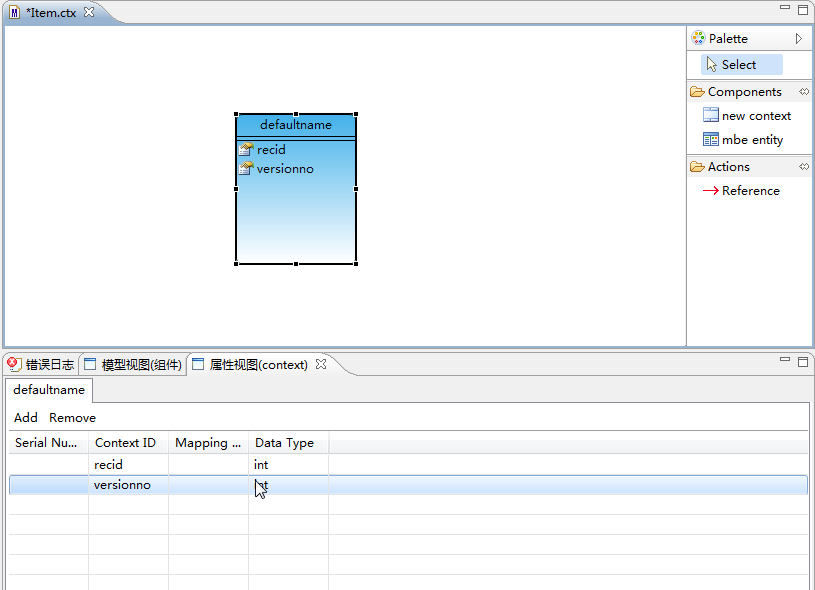 *Item.ctx
Palette
Select
Components
new context
mbe entity
Actions
Reference
defaultname
recid
versionno
错误日志 模型视图(组件) 属性视图(context)
defaultname
Add Remove
Serial Nu... Context ID Mapping ... Data Type
recid int
versionno int